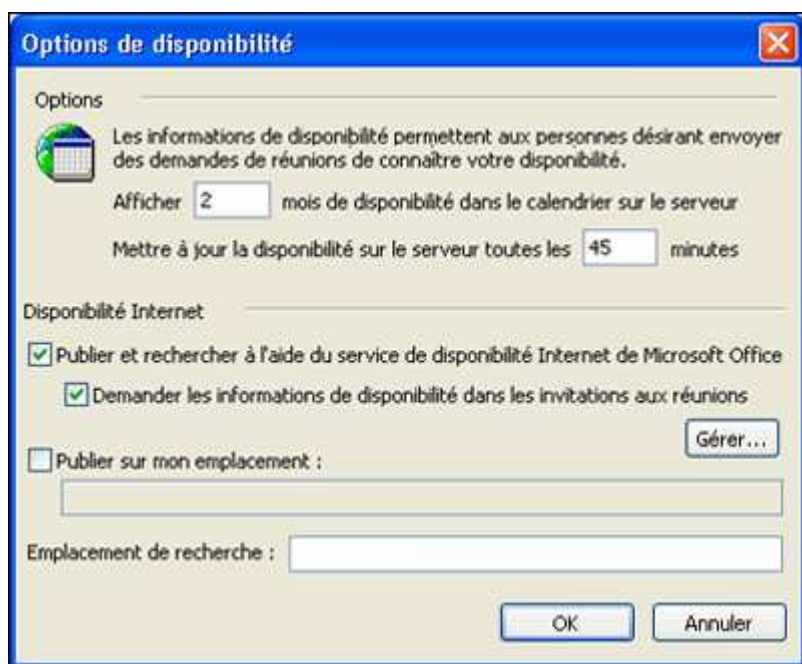 Options de disponibilité
Options
Les informations de disponibilité permettent aux personnes désirant envoyer
des demandes de réunions de connaître votre disponibilité.
Afficher 2 mois de disponibilité dans le calendrier sur le serveur
Mettre à jour la disponibilité sur le serveur toutes les 45 minutes
Disponibilité Internet
Publier et rechercher à l'aide du service de disponibilité Internet de Microsoft Office
Demander les informations de disponibilité dans les invitations aux réunions
Gérer...
Publier sur mon emplacement :
Emplacement de recherche :
OK Annuler